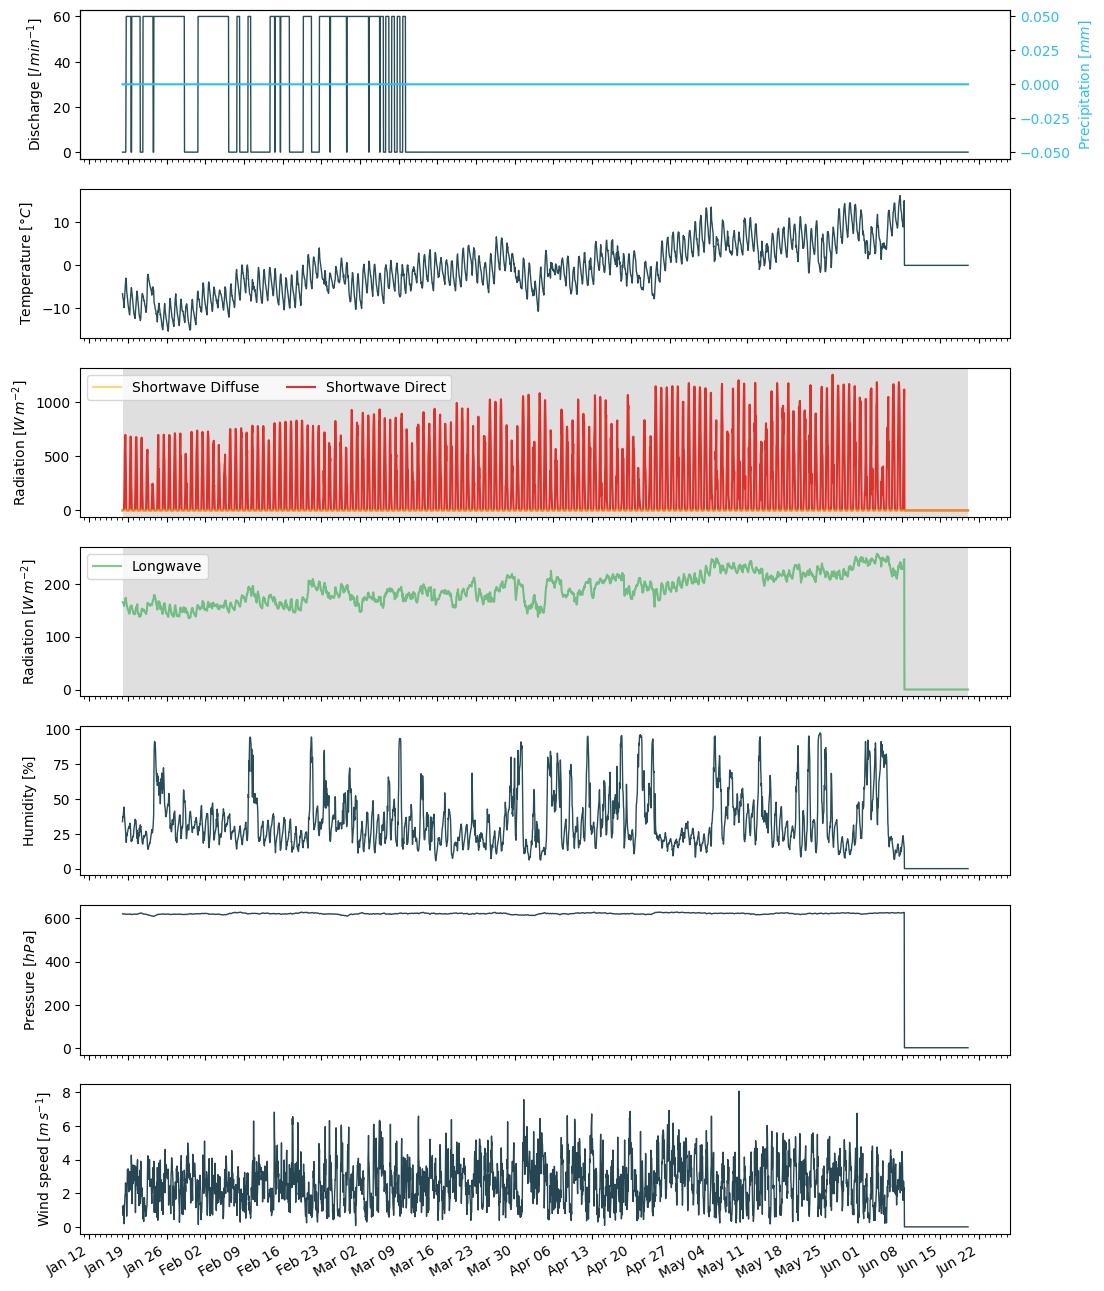 Discharge [l min⁻¹]
60
40
20
0
0.050
0.025
0.000
−0.025
−0.050
Precipitation [mm]
Temperature [°C]
10
0
−10
Radiation [W m⁻²]
1000
500
0
Shortwave Diffuse
Shortwave Direct
Radiation [W m⁻²]
200
100
0
Longwave
Humidity [%]
100
75
50
25
0
Pressure [hPa]
600
400
200
0
Wind speed [m s⁻¹]
8
6
4
2
0
Jan 12
Jan 19
Jan 26
Feb 02
Feb 09
Feb 16
Feb 23
Mar 02
Mar 09
Mar 16
Mar 23
Mar 30
Apr 06
Apr 13
Apr 20
Apr 27
May 04
May 11
May 18
May 25
Jun 01
Jun 08
Jun 15
Jun 22